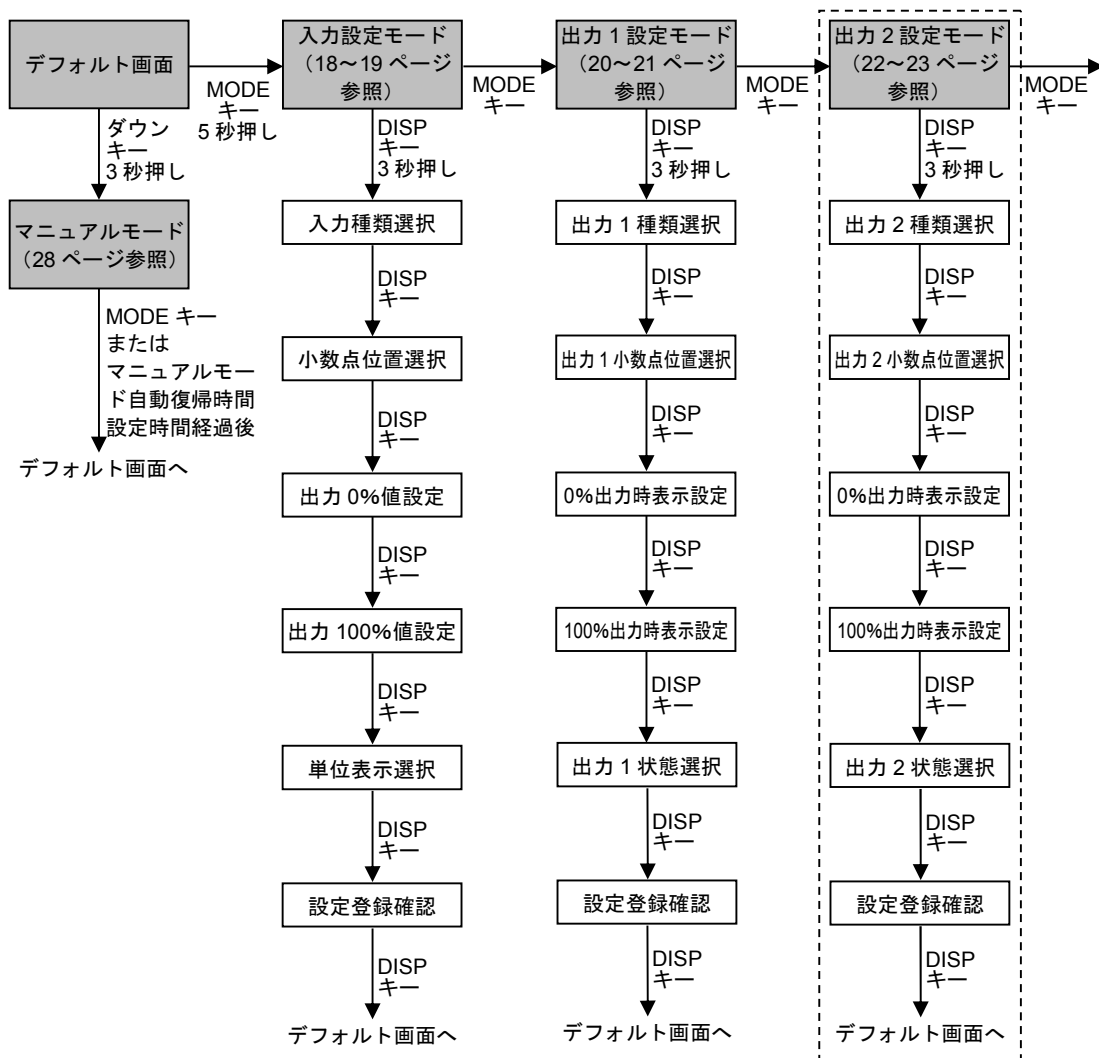 デフォルト画面
MODE
キー
5 秒押し
入力設定モード
（18～19 ページ
参照）
MODE
キー
出力 1 設定モード
（20～21 ページ
参照）
MODE
キー
出力 2 設定モード
（22～23 ページ
参照）
MODE
キー
ダウン
キー
3 秒押し
マニュアルモード
（28 ページ参照）
MODE キー
または
マニュアルモー
ド自動復帰時間
設定時間経過後
デフォルト画面へ
DISP
キー
3 秒押し
入力種類選択
DISP
キー
小数点位置選択
DISP
キー
出力 0%値設定
DISP
キー
出力 100%値設定
DISP
キー
単位表示選択
DISP
キー
設定登録確認
DISP
キー
デフォルト画面へ
DISP
キー
3 秒押し
出力 1 種類選択
DISP
キー
出力 1 小数点位置選択
DISP
キー
0%出力時表示設定
DISP
キー
100%出力時表示設定
DISP
キー
出力 1 状態選択
DISP
キー
設定登録確認
DISP
キー
デフォルト画面へ
DISP
キー
3 秒押し
出力 2 種類選択
DISP
キー
出力 2 小数点位置選択
DISP
キー
0%出力時表示設定
DISP
キー
100%出力時表示設定
DISP
キー
出力 2 状態選択
DISP
キー
設定登録確認
DISP
キー
デフォルト画面へ